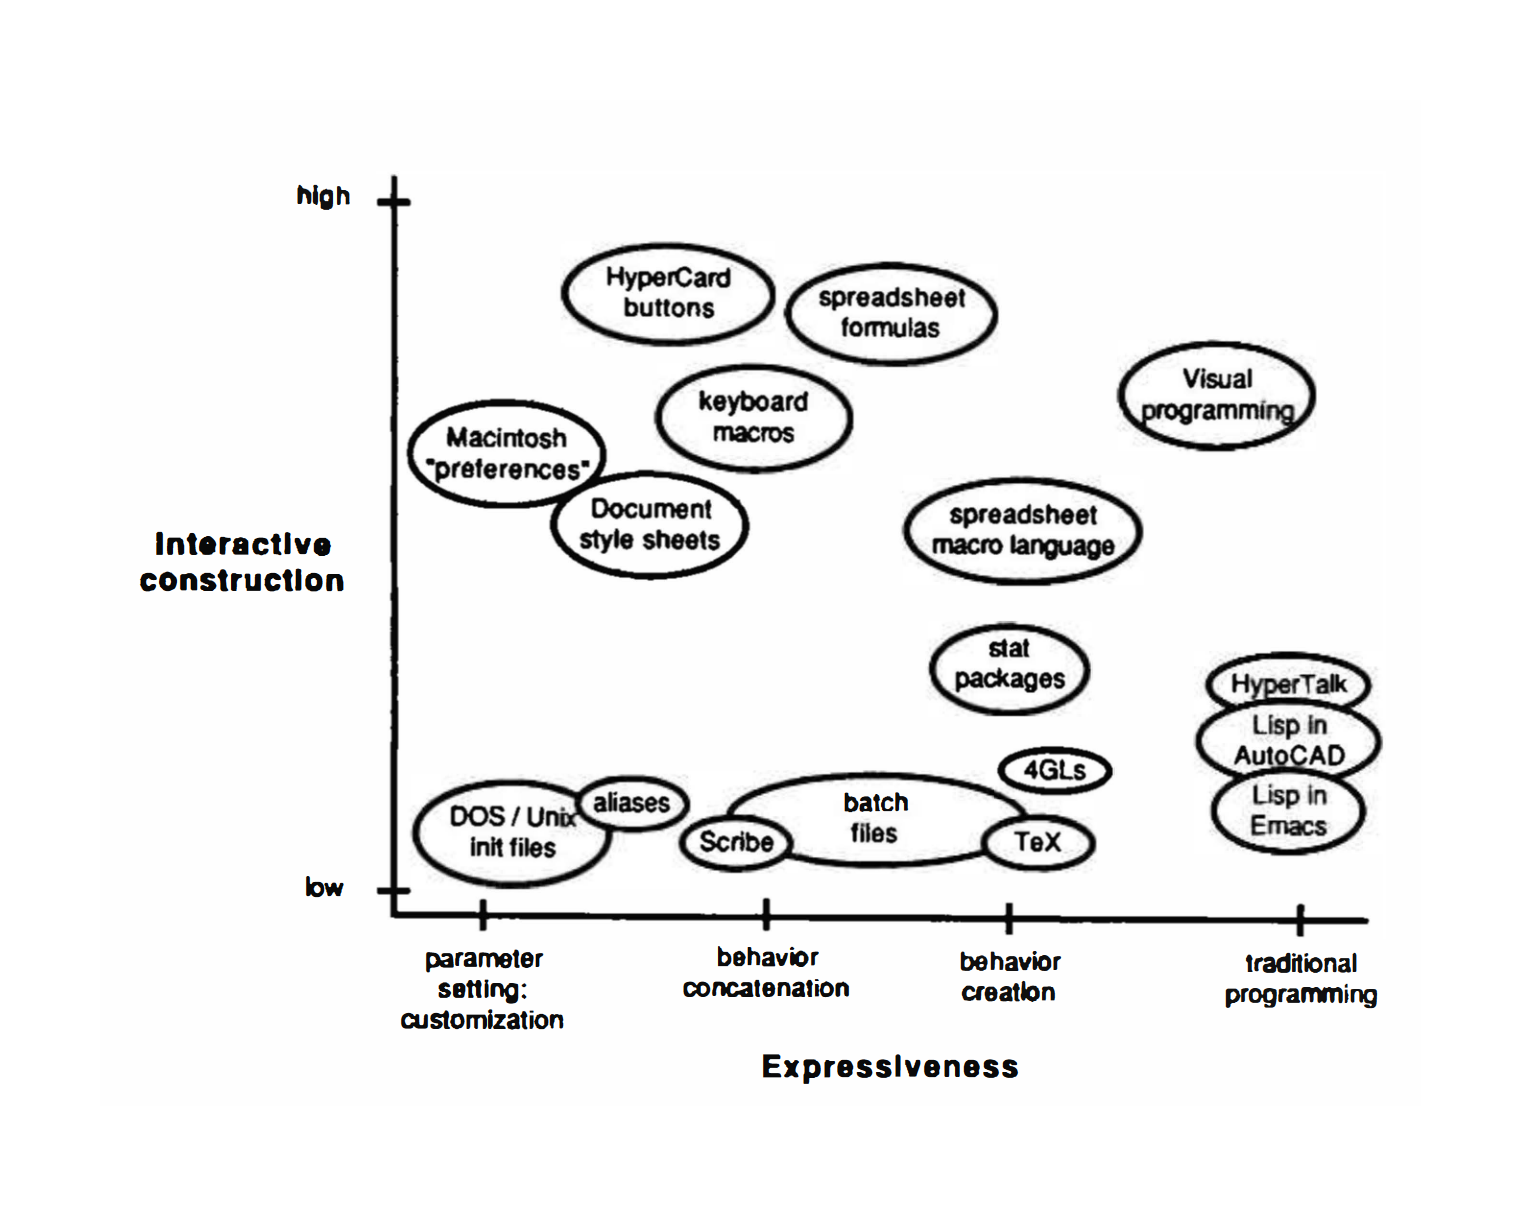 high
HyperCard
buttons
spreadsheet
formulas
Visual
programming
keyboard
macros
Macintosh
"preferences"
Document
style sheets
spreadsheet
macro language
Interactive
construction
stat
packages
HyperTalk
Lisp in
AutoCAD
4GLs
Lisp in
Emacs
DOS / Unix
init files
aliases
batch
files
Scribe
TeX
low
parameter
setting:
customization
behavior
concatenation
behavior
creation
traditional
programming
Expressiveness